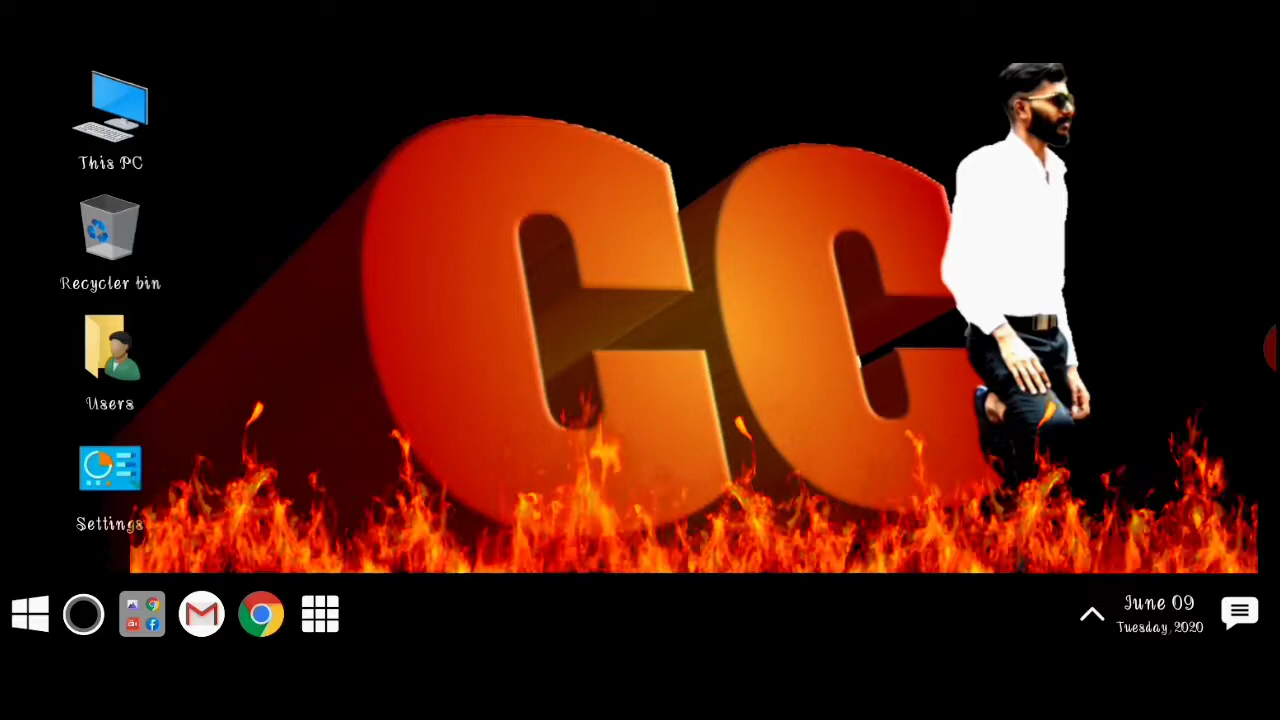 This PC
Recycler bin
Users
Settings
CC
June 09
Tuesday, 2020